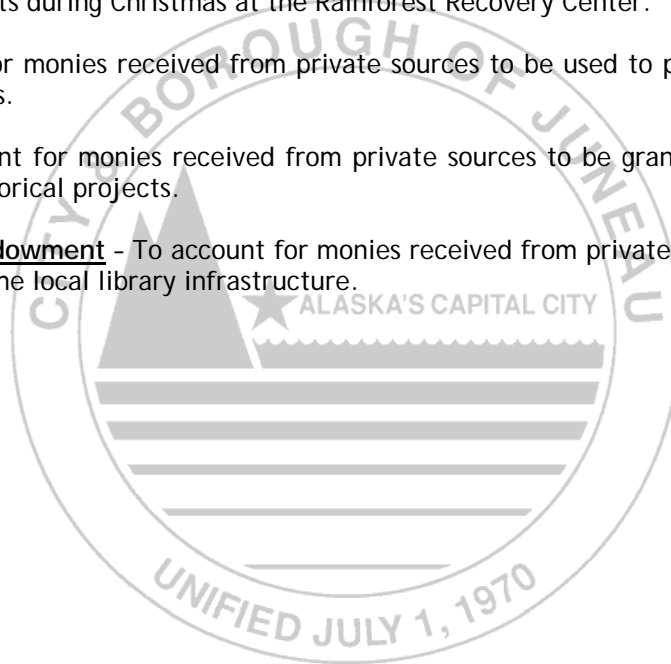 ts during Christmas at the Rainforest Recovery Center.
or monies received from private sources to be used to p
s.
nt for monies received from private sources to be gran
orical projects.
dowment - To account for monies received from private
ne local library infrastructure.
CITY & BOROUGH OF JUNEAU
ALASKA'S CAPITAL CITY
UNIFIED JULY 1, 1970